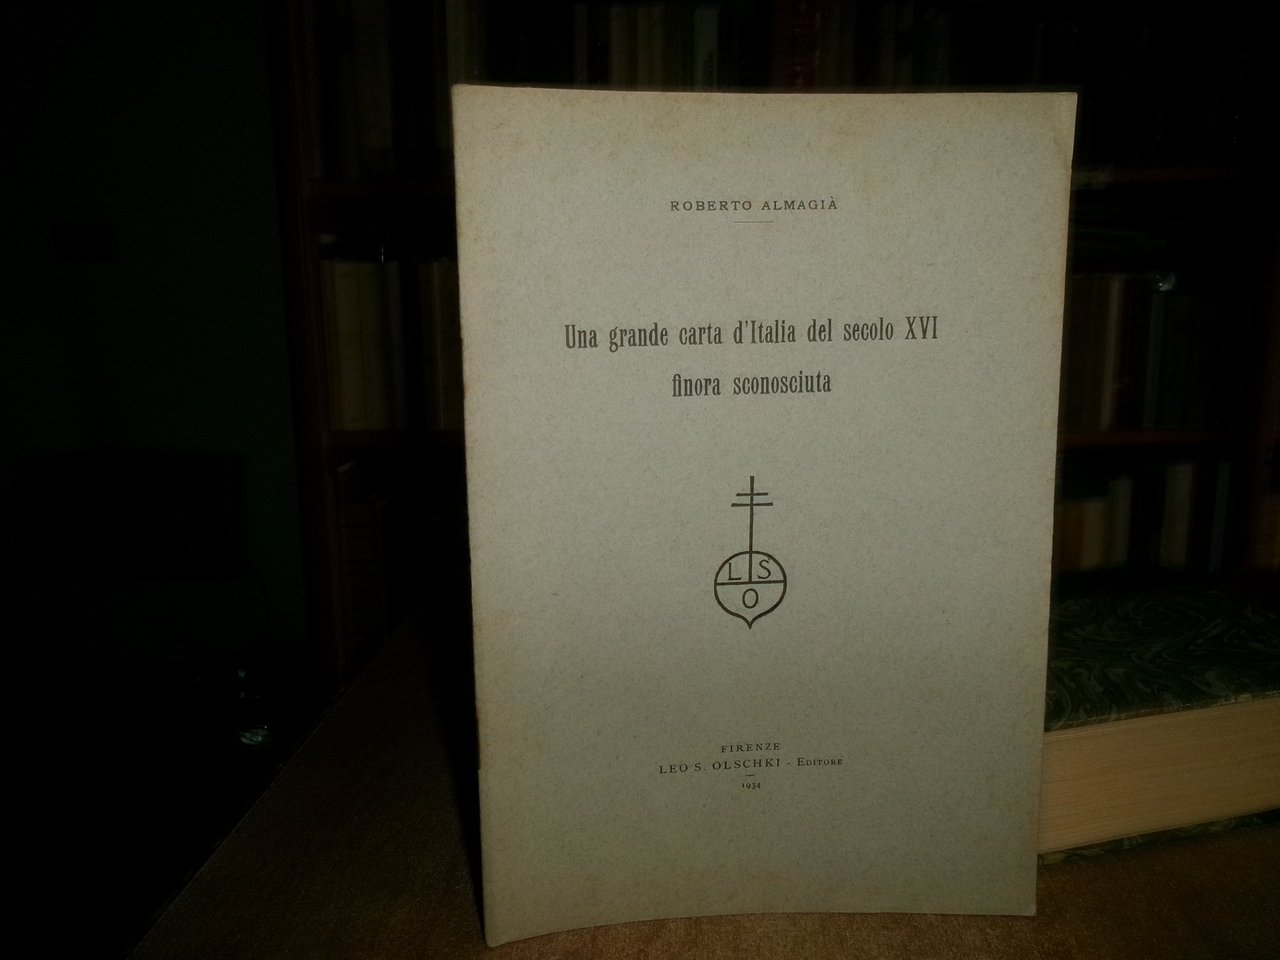 ROBERTO ALMAGIÀ
Una grande carta d'Italia del secolo XVI
finora sconosciuta
L S
O
FIRENZE
LEO S. OLSCHKI - EDITORE
1934